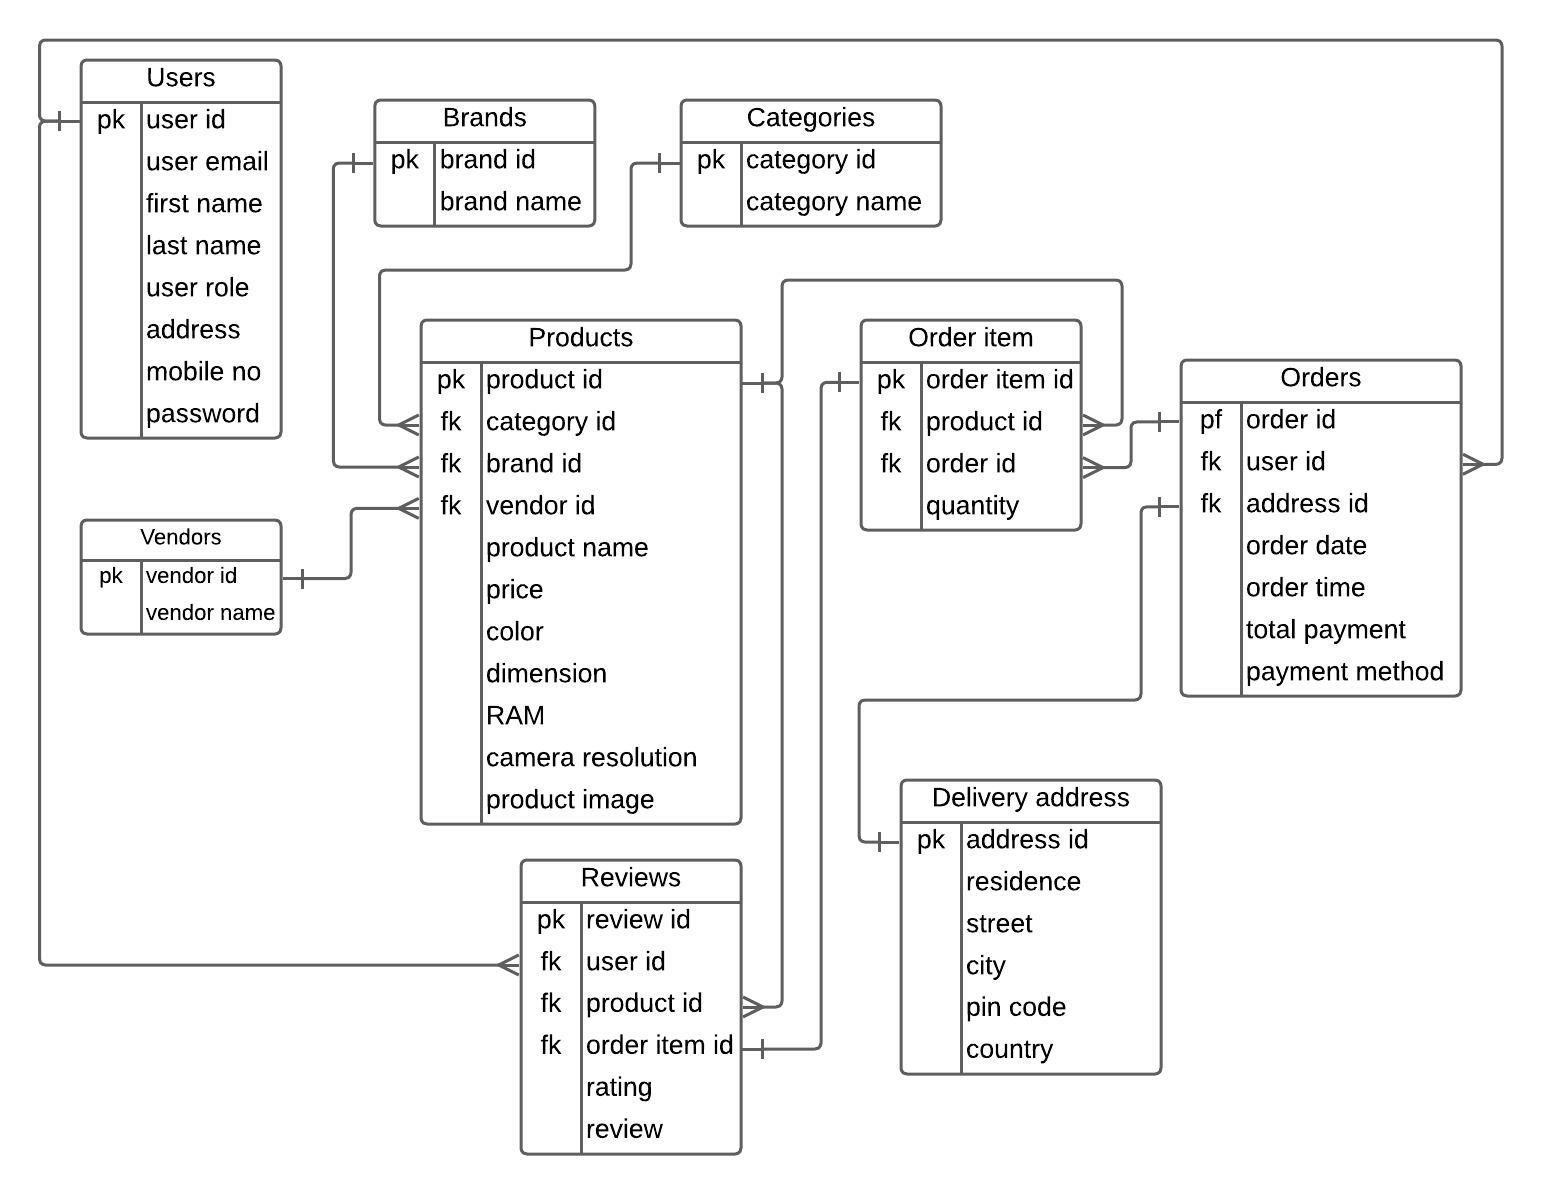 Users
pk user id
user email
first name
last name
user role
address
mobile no
password
Brands
pk brand id
brand name
Categories
pk category id
category name
Products
pk product id
fk category id
fk brand id
fk vendor id
product name
price
color
dimension
RAM
camera resolution
product image
Order item
pk order item id
fk product id
fk order id
quantity
Orders
pf order id
fk user id
fk address id
order date
order time
total payment
payment method
Vendors
pk vendor id
vendor name
Delivery address
pk address id
residence
street
city
pin code
country
Reviews
pk review id
fk user id
fk product id
fk order item id
rating
review